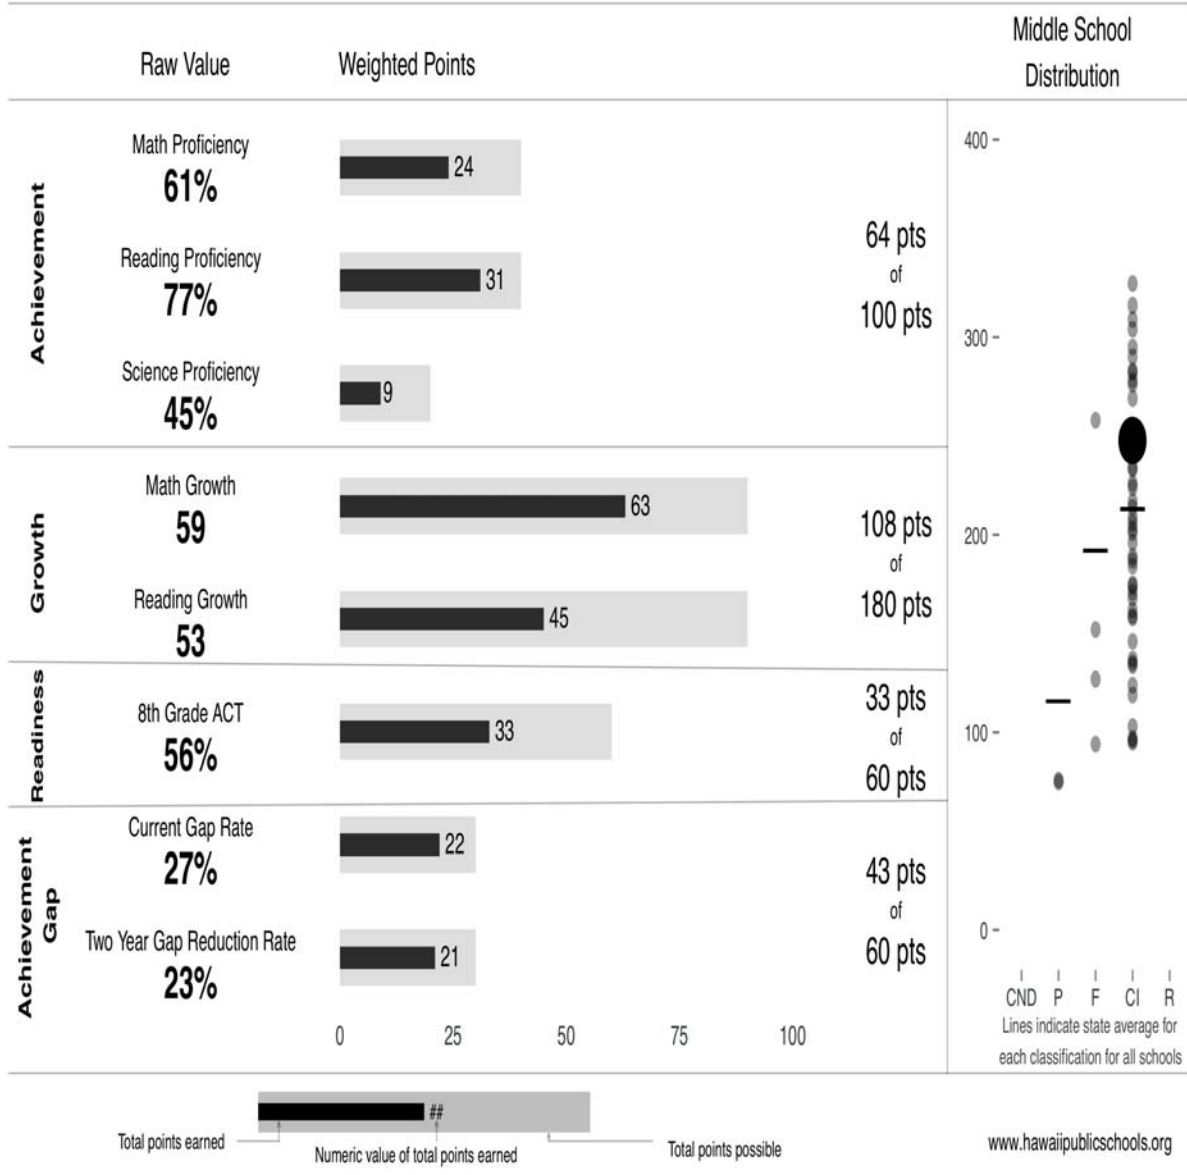 Raw Value
Weighted Points
Middle School
Distribution
Achievement
Math Proficiency
61%
24
Reading Proficiency
77%
31
Science Proficiency
45%
9
64 pts
of
100 pts
Growth
Math Growth
59
63
Reading Growth
53
45
108 pts
of
180 pts
Readiness
8th Grade ACT
56%
33
33 pts
of
60 pts
Achievement
Gap
Current Gap Rate
27%
22
Two Year Gap Reduction Rate
23%
21
43 pts
of
60 pts
0 25 50 75 100
400
300
200
100
0
CND P F CI R
Lines indicate state average for
each classification for all schools
##
Total points earned
Numeric value of total points earned
Total points possible
www.hawaiipublicschools.org